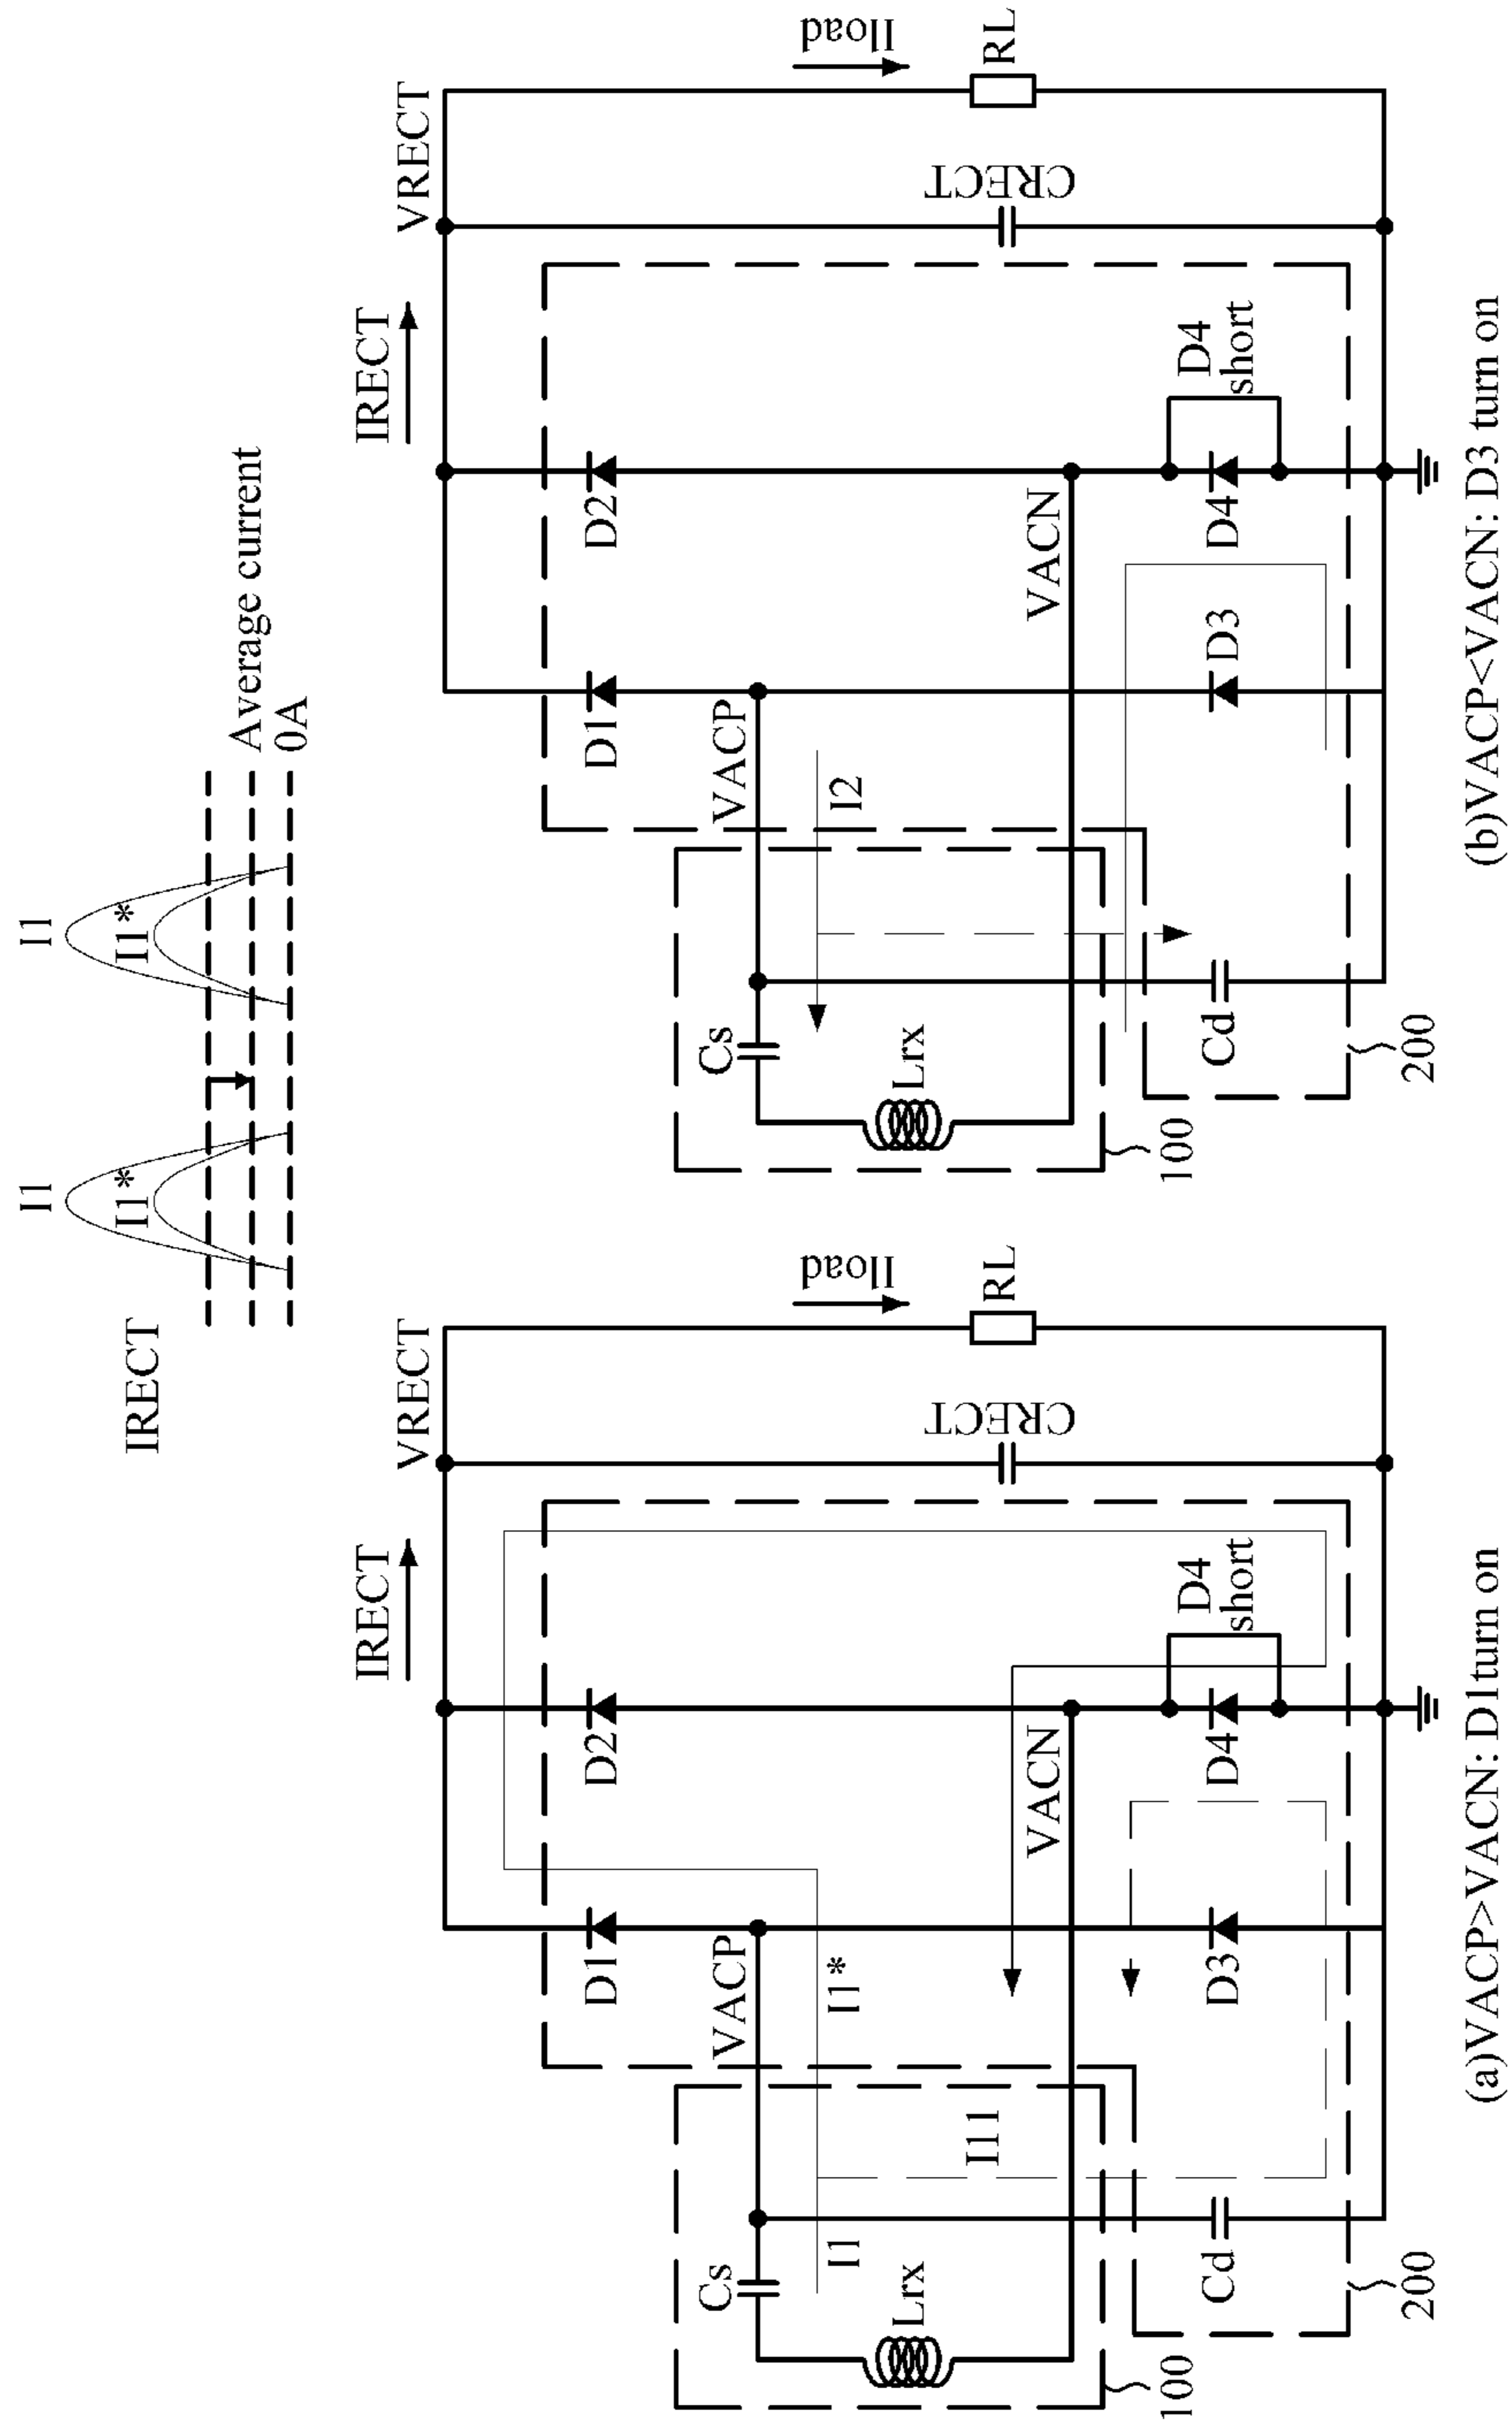 I1
I1
I1*
I1*
IRECT
Average current
0A
IRECT
VRECT
D1
D2
VACP
I1*
I1
I11
Cs
Lrx
VACN
D3
D4
D4
short
Cd
CRECT
Iload
RL
100
200
(a)VACP>VACN: D1turn on
IRECT
VRECT
D1
D2
VACP
I2
Cs
Lrx
VACN
D3
D4
D4
short
Cd
CRECT
Iload
RL
100
200
(b)VACP<VACN: D3 turn on